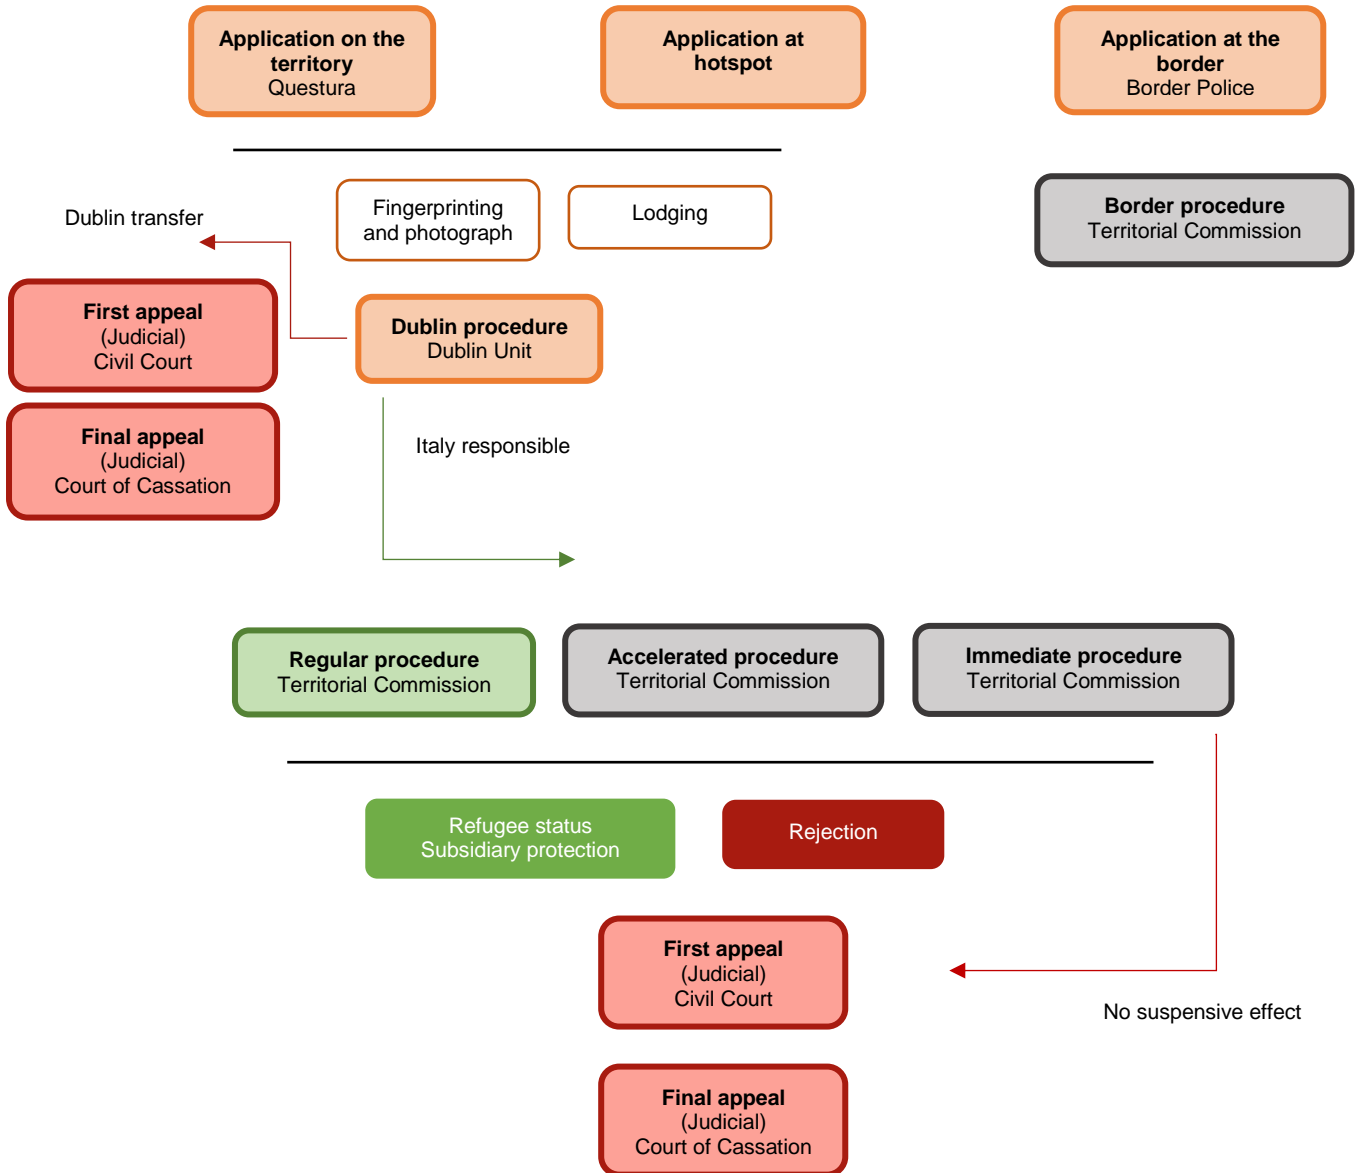 Application on the
territory
Questura
Application at
hotspot
Application at the
border
Border Police
Fingerprinting
and photograph
Lodging
Border procedure
Territorial Commission
Dublin transfer
First appeal
(Judicial)
Civil Court
Dublin procedure
Dublin Unit
Final appeal
(Judicial)
Court of Cassation
Italy responsible
Regular procedure
Territorial Commission
Accelerated procedure
Territorial Commission
Immediate procedure
Territorial Commission
Refugee status
Subsidiary protection
Rejection
First appeal
(Judicial)
Civil Court
No suspensive effect
Final appeal
(Judicial)
Court of Cassation